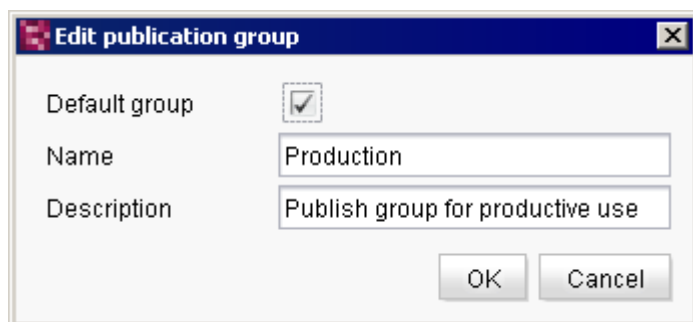 Edit publication group
Default group
Name Production
Description Publish group for productive use
OK Cancel